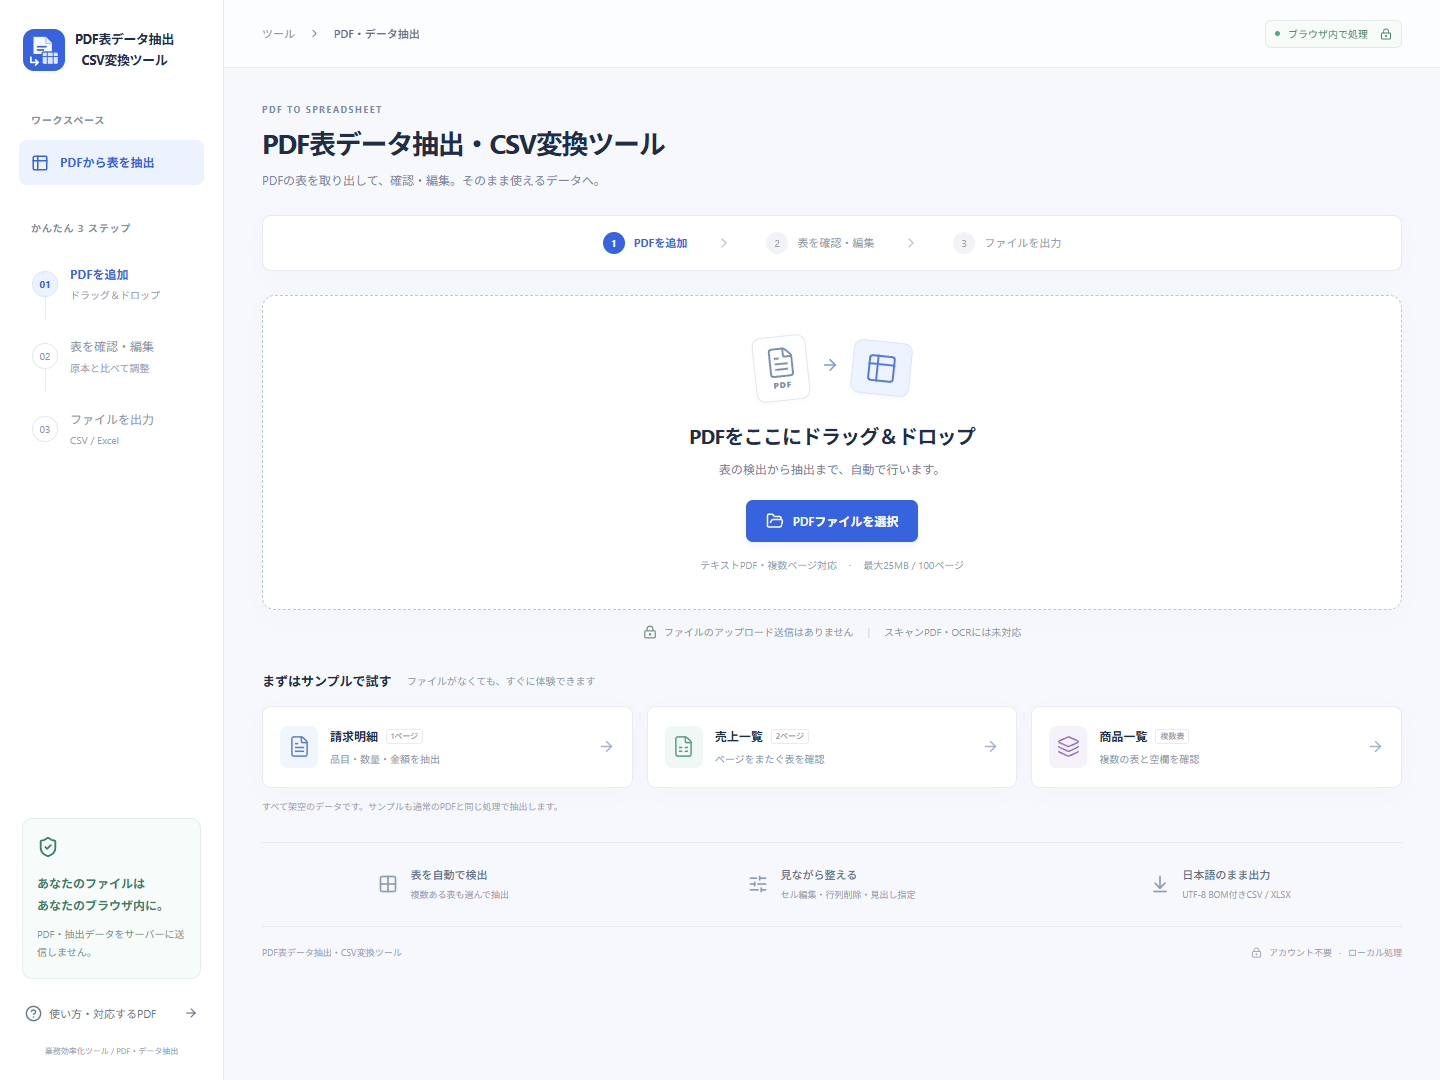 PDF表データ抽出
CSV変換ツール
ワークスペース
PDFから表を抽出
かんたん 3 ステップ
01
PDFを追加
ドラッグ＆ドロップ
02
表を確認・編集
原本と比べて調整
03
ファイルを出力
CSV / Excel
あなたのファイルは
あなたのブラウザ内に。
PDF・抽出データをサーバーに送
信しません。
使い方・対応するPDF
業務効率化ツール / PDF・データ抽出
ツール
PDF・データ抽出
ブラウザ内で処理
PDF TO SPREADSHEET
PDF表データ抽出・CSV変換ツール
PDFの表を取り出して、確認・編集。そのまま使えるデータへ。
1 PDFを追加
2 表を確認・編集
3 ファイルを出力
PDF
PDFをここにドラッグ＆ドロップ
表の検出から抽出まで、自動で行います。
PDFファイルを選択
テキストPDF・複数ページ対応 · 最大25MB / 100ページ
ファイルのアップロード送信はありません | スキャンPDF・OCRには未対応
まずはサンプルで試す ファイルがなくても、すぐに体験できます
請求明細 1ページ
品目・数量・金額を抽出
売上一覧 2ページ
ページをまたぐ表を確認
商品一覧 複数表
複数の表と空欄を確認
すべて架空のデータです。サンプルも通常のPDFと同じ処理で抽出します。
表を自動で検出
複数ある表も選んで抽出
見ながら整える
セル編集・行列削除・見出し指定
日本語のまま出力
UTF-8 BOM付きCSV / XLSX
PDF表データ抽出・CSV変換ツール
アカウント不要 · ローカル処理